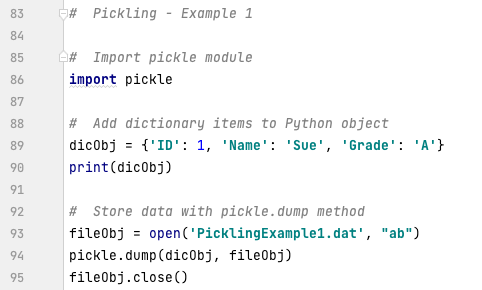 83 #  Pickling - Example 1
84
85 #  Import pickle module
86 import pickle
87
88 #  Add dictionary items to Python object
89 dicObj = {'ID': 1, 'Name': 'Sue', 'Grade': 'A'}
90 print(dicObj)
91
92 #  Store data with pickle.dump method
93 fileObj = open('PicklingExample1.dat', "ab")
94 pickle.dump(dicObj, fileObj)
95 fileObj.close()